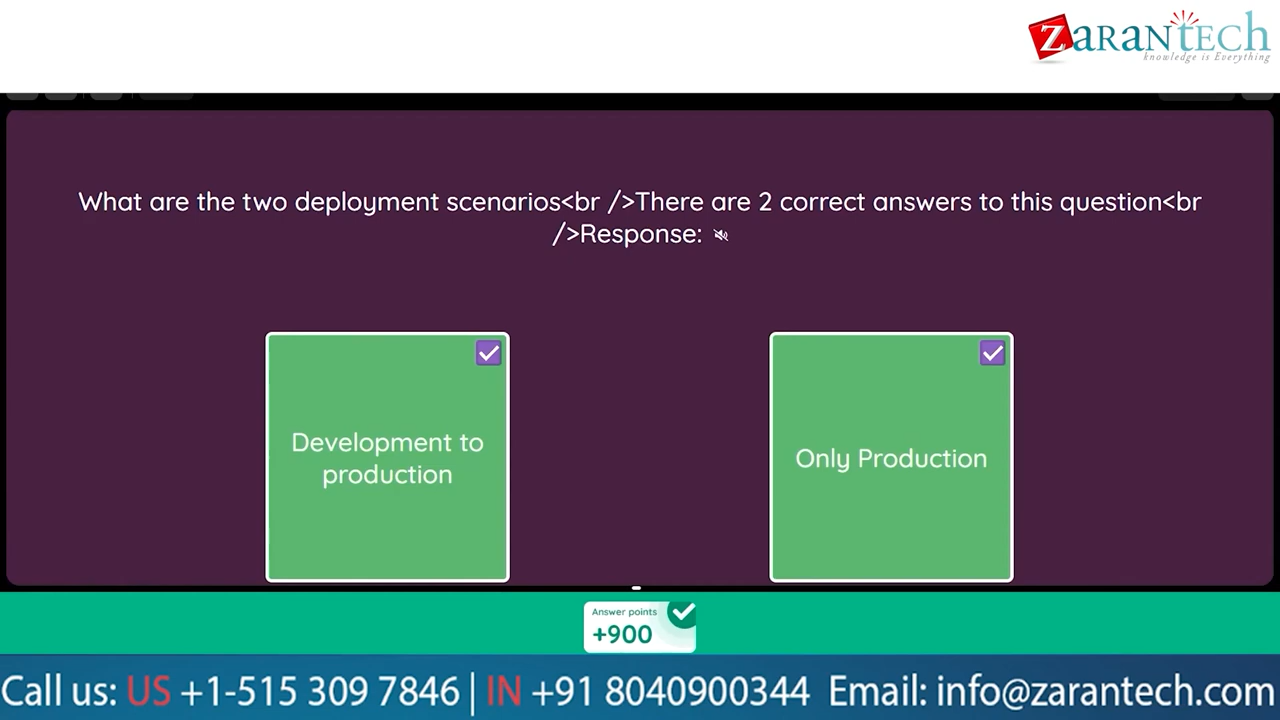 ZARANTECH
knowledge is Everything
What are the two deployment scenarios<br />There are 2 correct answers to this question<br
/>Response:
Development to
production
Only Production
Answer points
+900
Call us: US +1-515 309 7846 | IN +91 8040900344 Email: info@zarantech.com